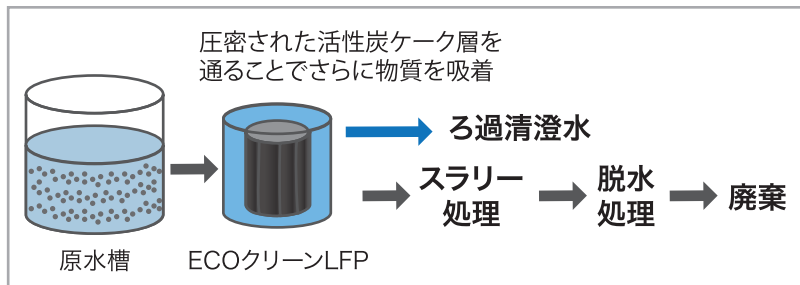 圧密された活性炭ケーク層を
通ることでさらに物質を吸着
ろ過清澄水
スラリー
処理
脱水
処理
廃棄
原水槽
ECOクリーンLFP